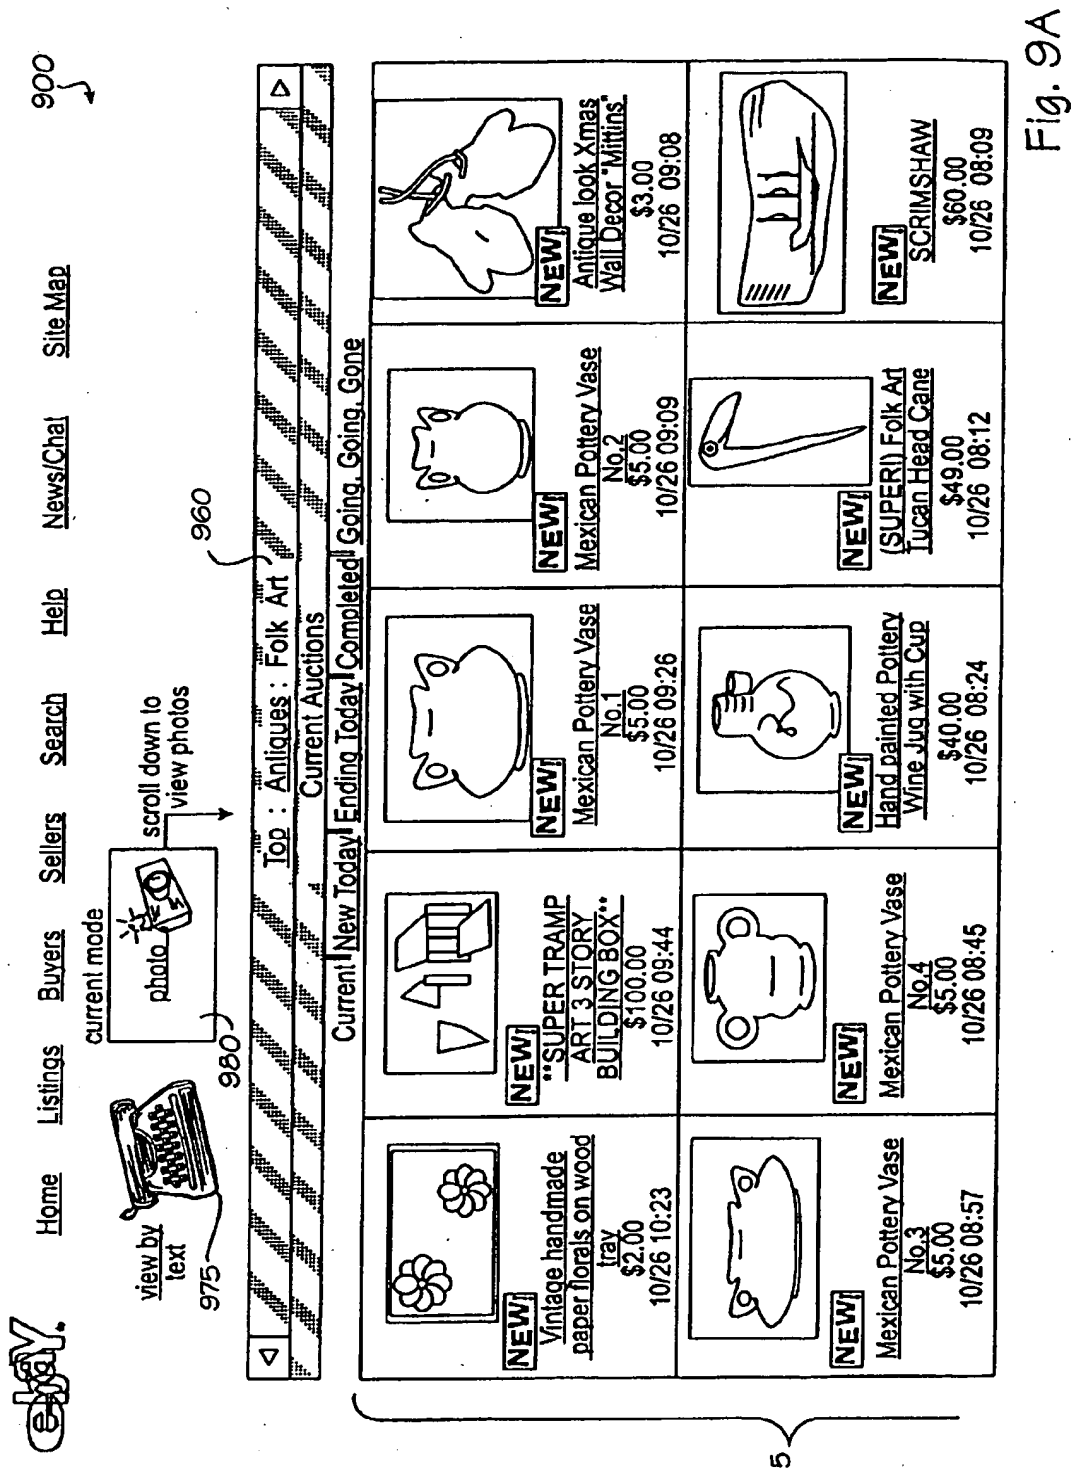 ebay
900
Home Listings Buyers Sellers Search Help News/Chat Site Map
view by
text
975
current mode
photo
980
scroll down to
view photos
960
Top : Antiques : Folk Art
Current Auctions
Current New Today Ending Today Completed Going, Going, Gone
NEW!
Vintage handmade
paper florals on wood
tray
$2.00
10/26 10:23
NEW!
**SUPER TRAMP
ART 3 STORY
BUILDING BOX**
$100.00
10/26 09:44
NEW!
Mexican Pottery Vase
No.1
$5.00
10/26 09:26
NEW!
Mexican Pottery Vase
No.2
$5.00
10/26 09:09
NEW!
Antique look Xmas
Wall Decor "Mittins"
$3.00
10/26 09:08
NEW!
Mexican Pottery Vase
No.3
$5.00
10/26 08:57
NEW!
Mexican Pottery Vase
No.4
$5.00
10/26 08:45
NEW!
Hand painted Pottery
Wine Jug with Cup
$40.00
10/26 08:24
NEW!
(SUPER!) Folk Art
Tucan Head Cane
$49.00
10/26 08:12
NEW!
SCRIMSHAW
$60.00
10/26 08:09
5
Fig. 9A